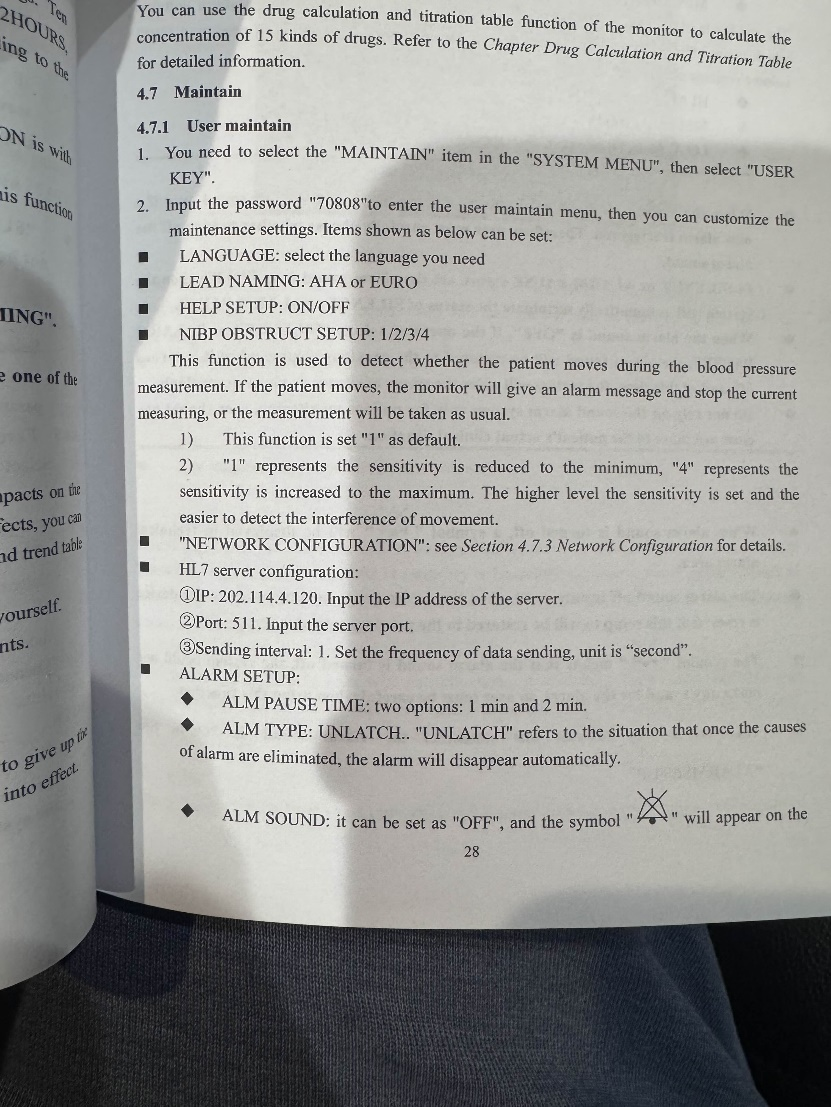 Ten
2HOURS,
ing to the
ON is with
is function
MING".
e one of the
pacts on the
fects, you can
nd trend table
yourself.
nts.
to give up the
into effect.
You can use the drug calculation and titration table function of the monitor to calculate the
concentration of 15 kinds of drugs. Refer to the Chapter Drug Calculation and Titration Table
for detailed information.
4.7 Maintain
4.7.1 User maintain
1. You need to select the "MAINTAIN" item in the "SYSTEM MENU", then select "USER
KEY".
2. Input the password "70808"to enter the user maintain menu, then you can customize the
maintenance settings. Items shown as below can be set:
■ LANGUAGE: select the language you need
■ LEAD NAMING: AHA or EURO
■ HELP SETUP: ON/OFF
■ NIBP OBSTRUCT SETUP: 1/2/3/4
This function is used to detect whether the patient moves during the blood pressure
measurement. If the patient moves, the monitor will give an alarm message and stop the current
measuring, or the measurement will be taken as usual.
1) This function is set "1" as default.
2) "1" represents the sensitivity is reduced to the minimum, "4" represents the
sensitivity is increased to the maximum. The higher level the sensitivity is set and the
easier to detect the interference of movement.
■ "NETWORK CONFIGURATION": see Section 4.7.3 Network Configuration for details.
■ HL7 server configuration:
①IP: 202.114.4.120. Input the IP address of the server.
②Port: 511. Input the server port.
③Sending interval: 1. Set the frequency of data sending, unit is “second”.
■ ALARM SETUP:
◆ ALM PAUSE TIME: two options: 1 min and 2 min.
◆ ALM TYPE: UNLATCH.. "UNLATCH" refers to the situation that once the causes
of alarm are eliminated, the alarm will disappear automatically.
◆ ALM SOUND: it can be set as "OFF", and the symbol " " will appear on the
28